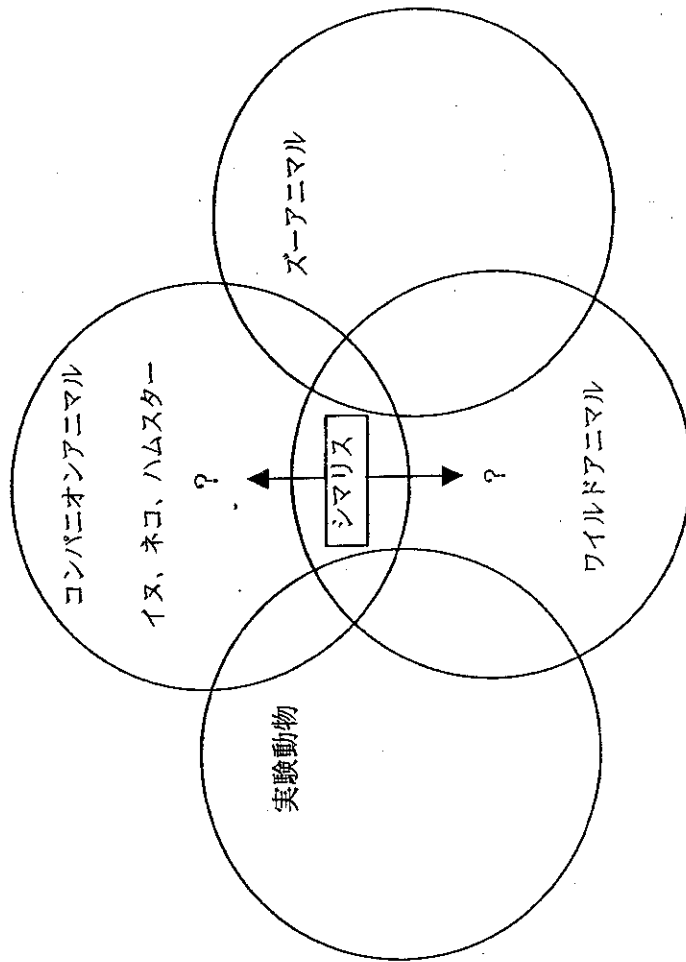 コンパニオンアニマル
イヌ、ネコ、ハムスター
?
実験動物
シマリス
ズーアニマル
?
ワイルドアニマル